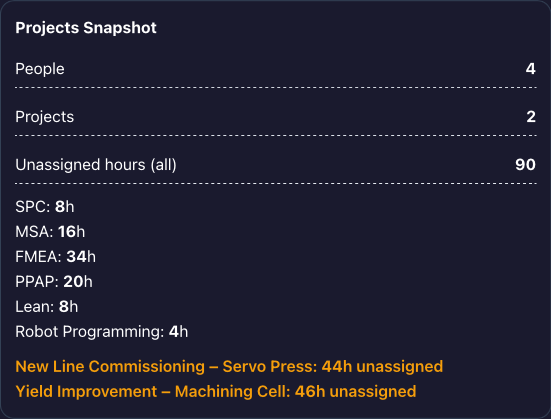 Projects Snapshot
People 4
Projects 2
Unassigned hours (all) 90
SPC: 8h
MSA: 16h
FMEA: 34h
PPAP: 20h
Lean: 8h
Robot Programming: 4h
New Line Commissioning – Servo Press: 44h unassigned
Yield Improvement – Machining Cell: 46h unassigned